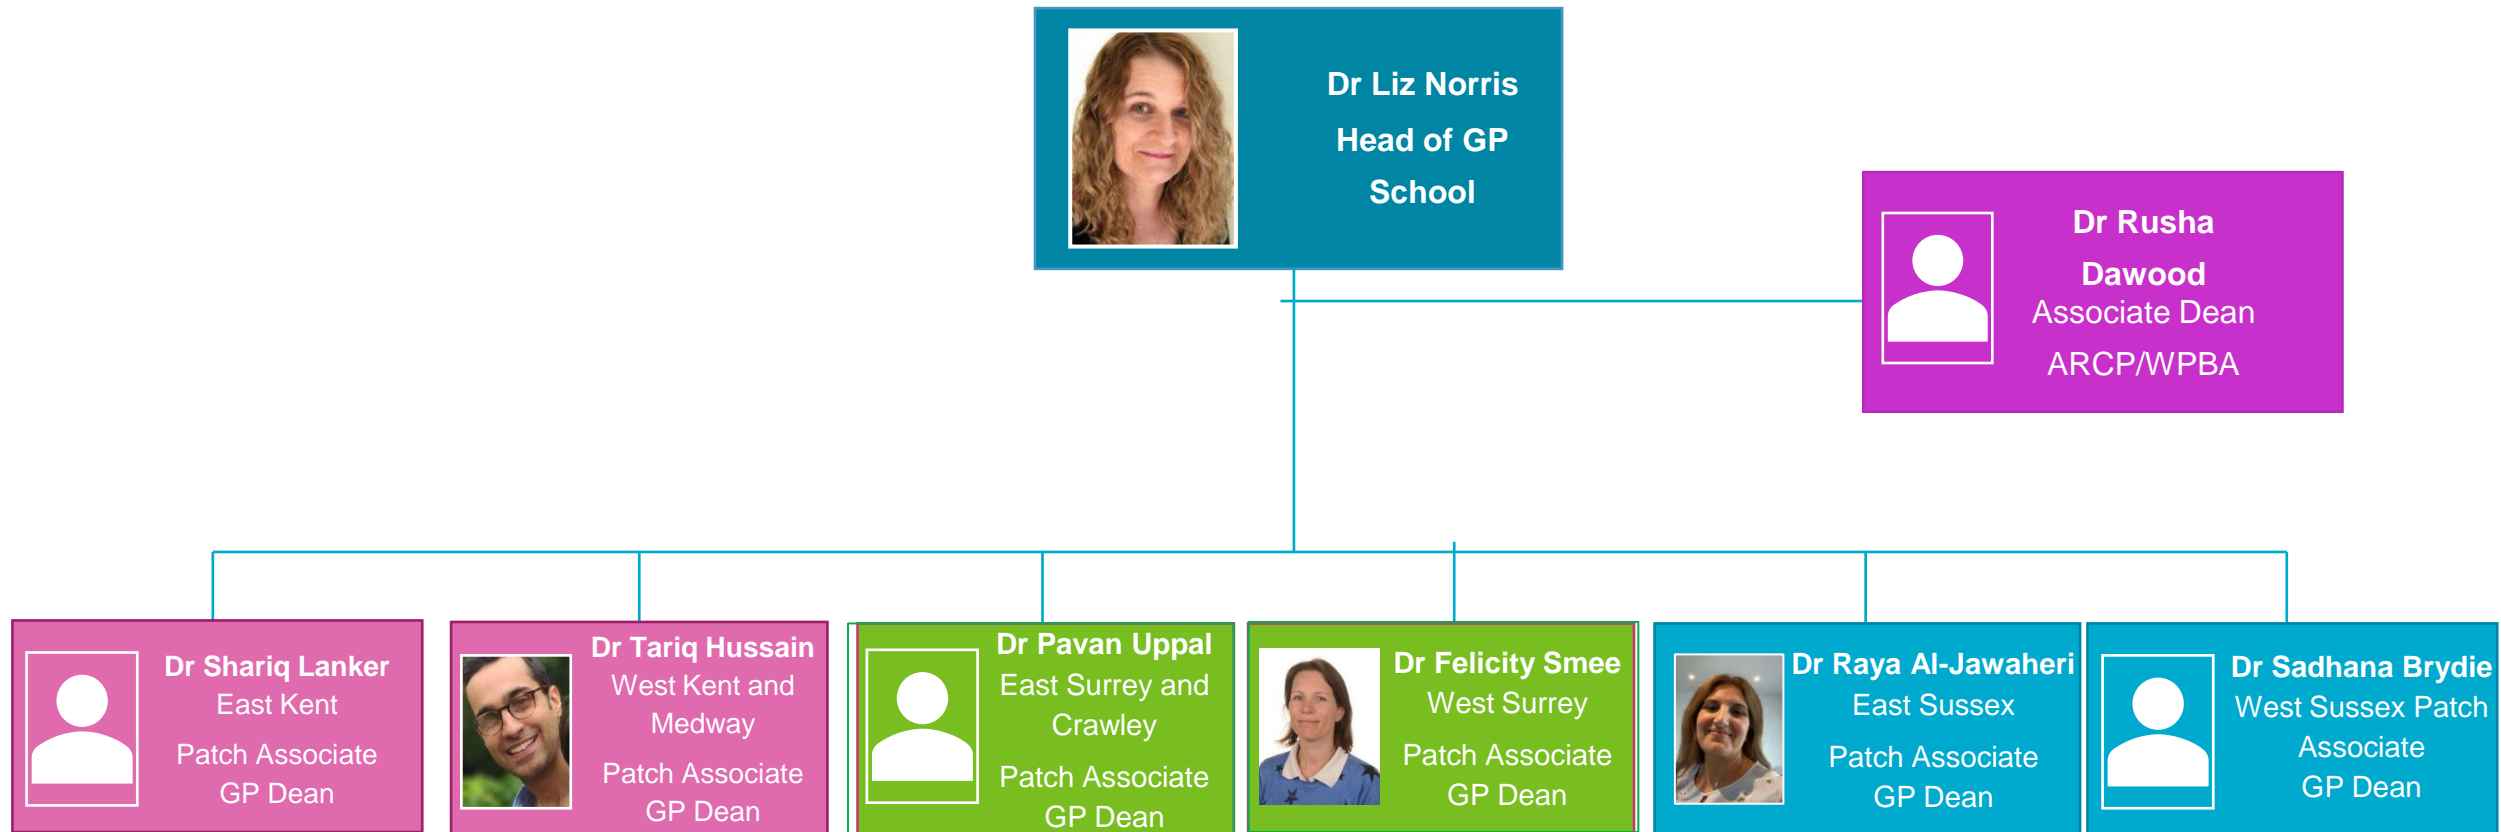 Dr Liz Norris
Head of GP
School
Dr Rusha
Dawood
Associate Dean
ARCP/WPBA
Dr Shariq Lanker
East Kent
Patch Associate
GP Dean
Dr Tariq Hussain
West Kent and
Medway
Patch Associate
GP Dean
Dr Pavan Uppal
East Surrey and
Crawley
Patch Associate
GP Dean
Dr Felicity Smee
West Surrey
Patch Associate
GP Dean
Dr Raya Al-Jawaheri
East Sussex
Patch Associate
GP Dean
Dr Sadhana Brydie
West Sussex Patch
Associate
GP Dean